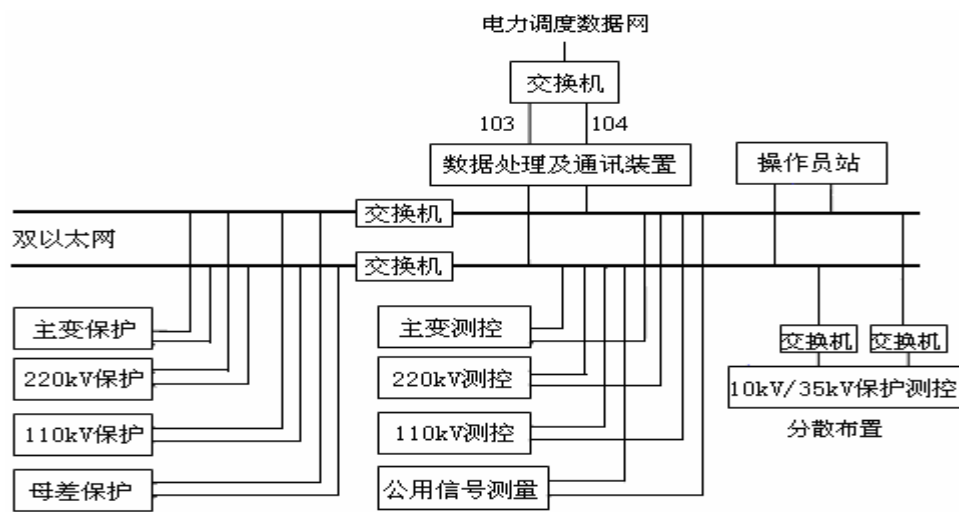 电力调度数据网
交换机
103
104
数据处理及通讯装置
操作员站
交换机
双以太网
交换机
主变保护
主变测控
交换机
交换机
220kV保护
220kV测控
10kV/35kV保护测控
110kV保护
110kV测控
分散布置
母差保护
公用信号测量